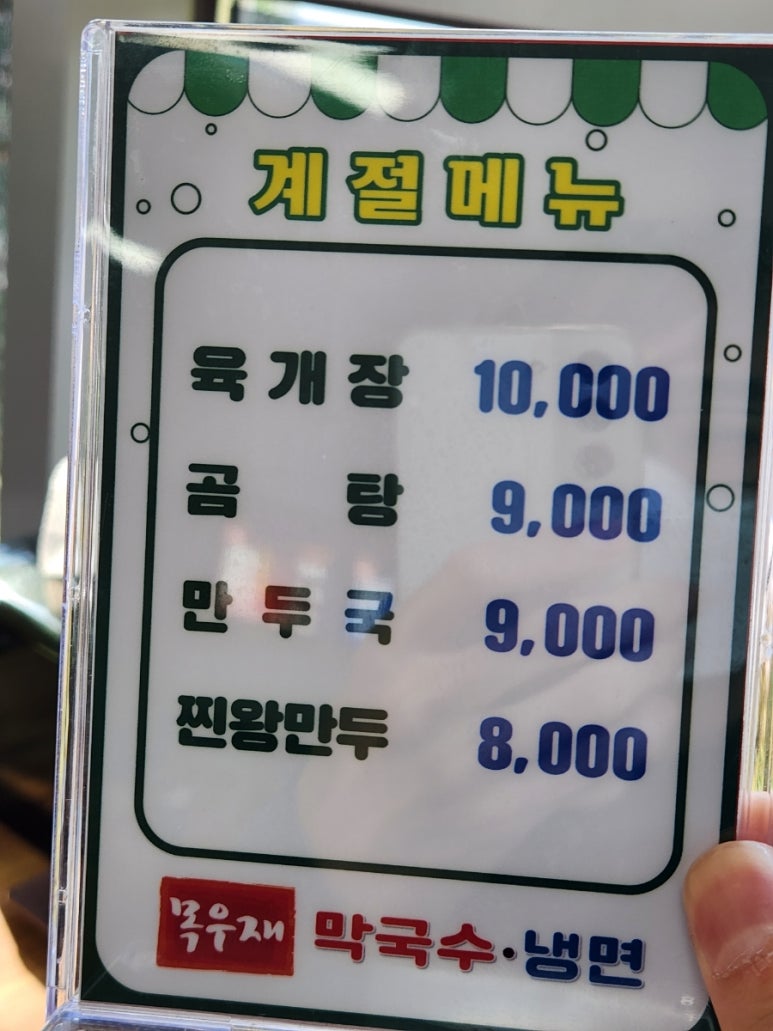 계절메뉴
육개장 10,000
곰탕 9,000
만두국 9,000
찐왕만두 8,000
목우재 막국수·냉면